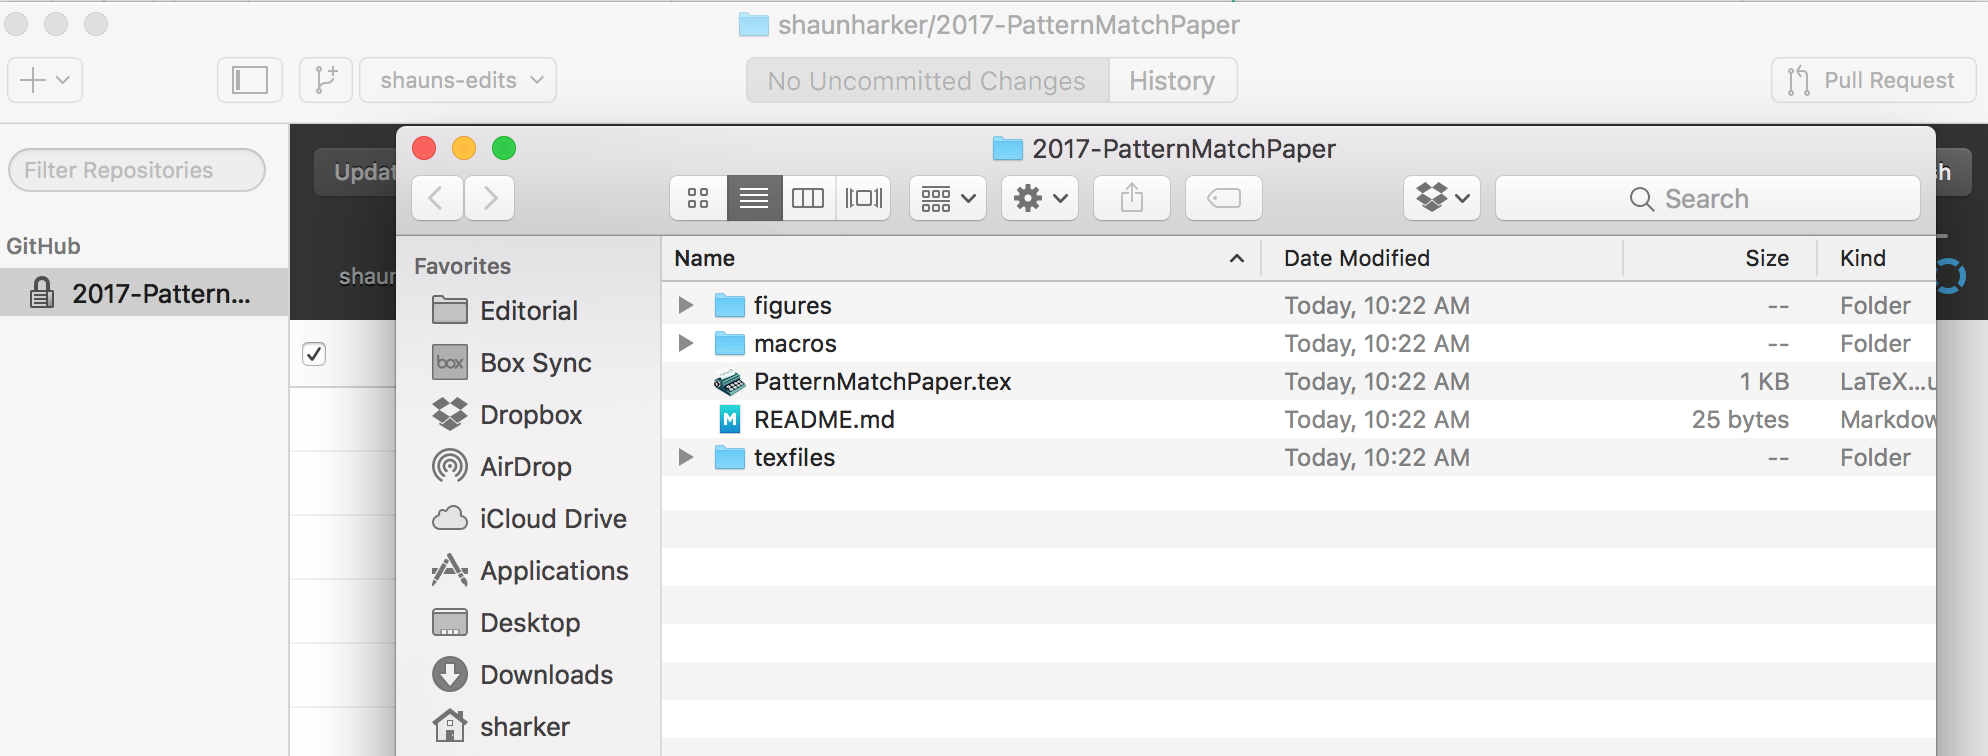 shaunharker/2017-PatternMatchPaper
shauns-edits
No Uncommitted Changes
History
Pull Request
Filter Repositories
GitHub
2017-Pattern...
Updat
shaun
sh
2017-PatternMatchPaper
Search
Favorites
Editorial
box
Box Sync
Dropbox
AirDrop
iCloud Drive
Applications
Desktop
Downloads
sharker
Name Date Modified Size Kind
figures Today, 10:22 AM -- Folder
macros Today, 10:22 AM -- Folder
PatternMatchPaper.tex Today, 10:22 AM 1 KB LaTeX...u
M README.md Today, 10:22 AM 25 bytes Markdow
texfiles Today, 10:22 AM -- Folder